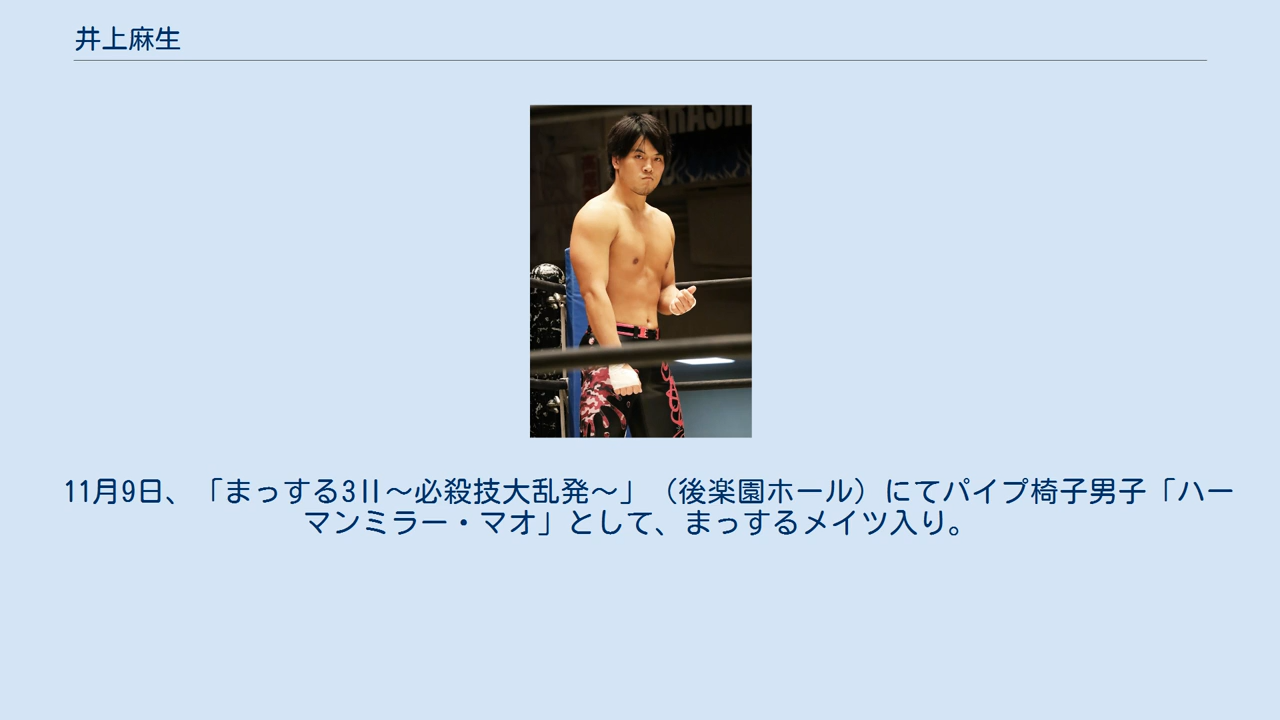 井上麻生
ARASHI
11月9日、「まっする3Ⅱ～必殺技大乱発～」（後楽園ホール）にてパイプ椅子男子「ハー
マンミラー・マオ」として、まっするメイツ入り。